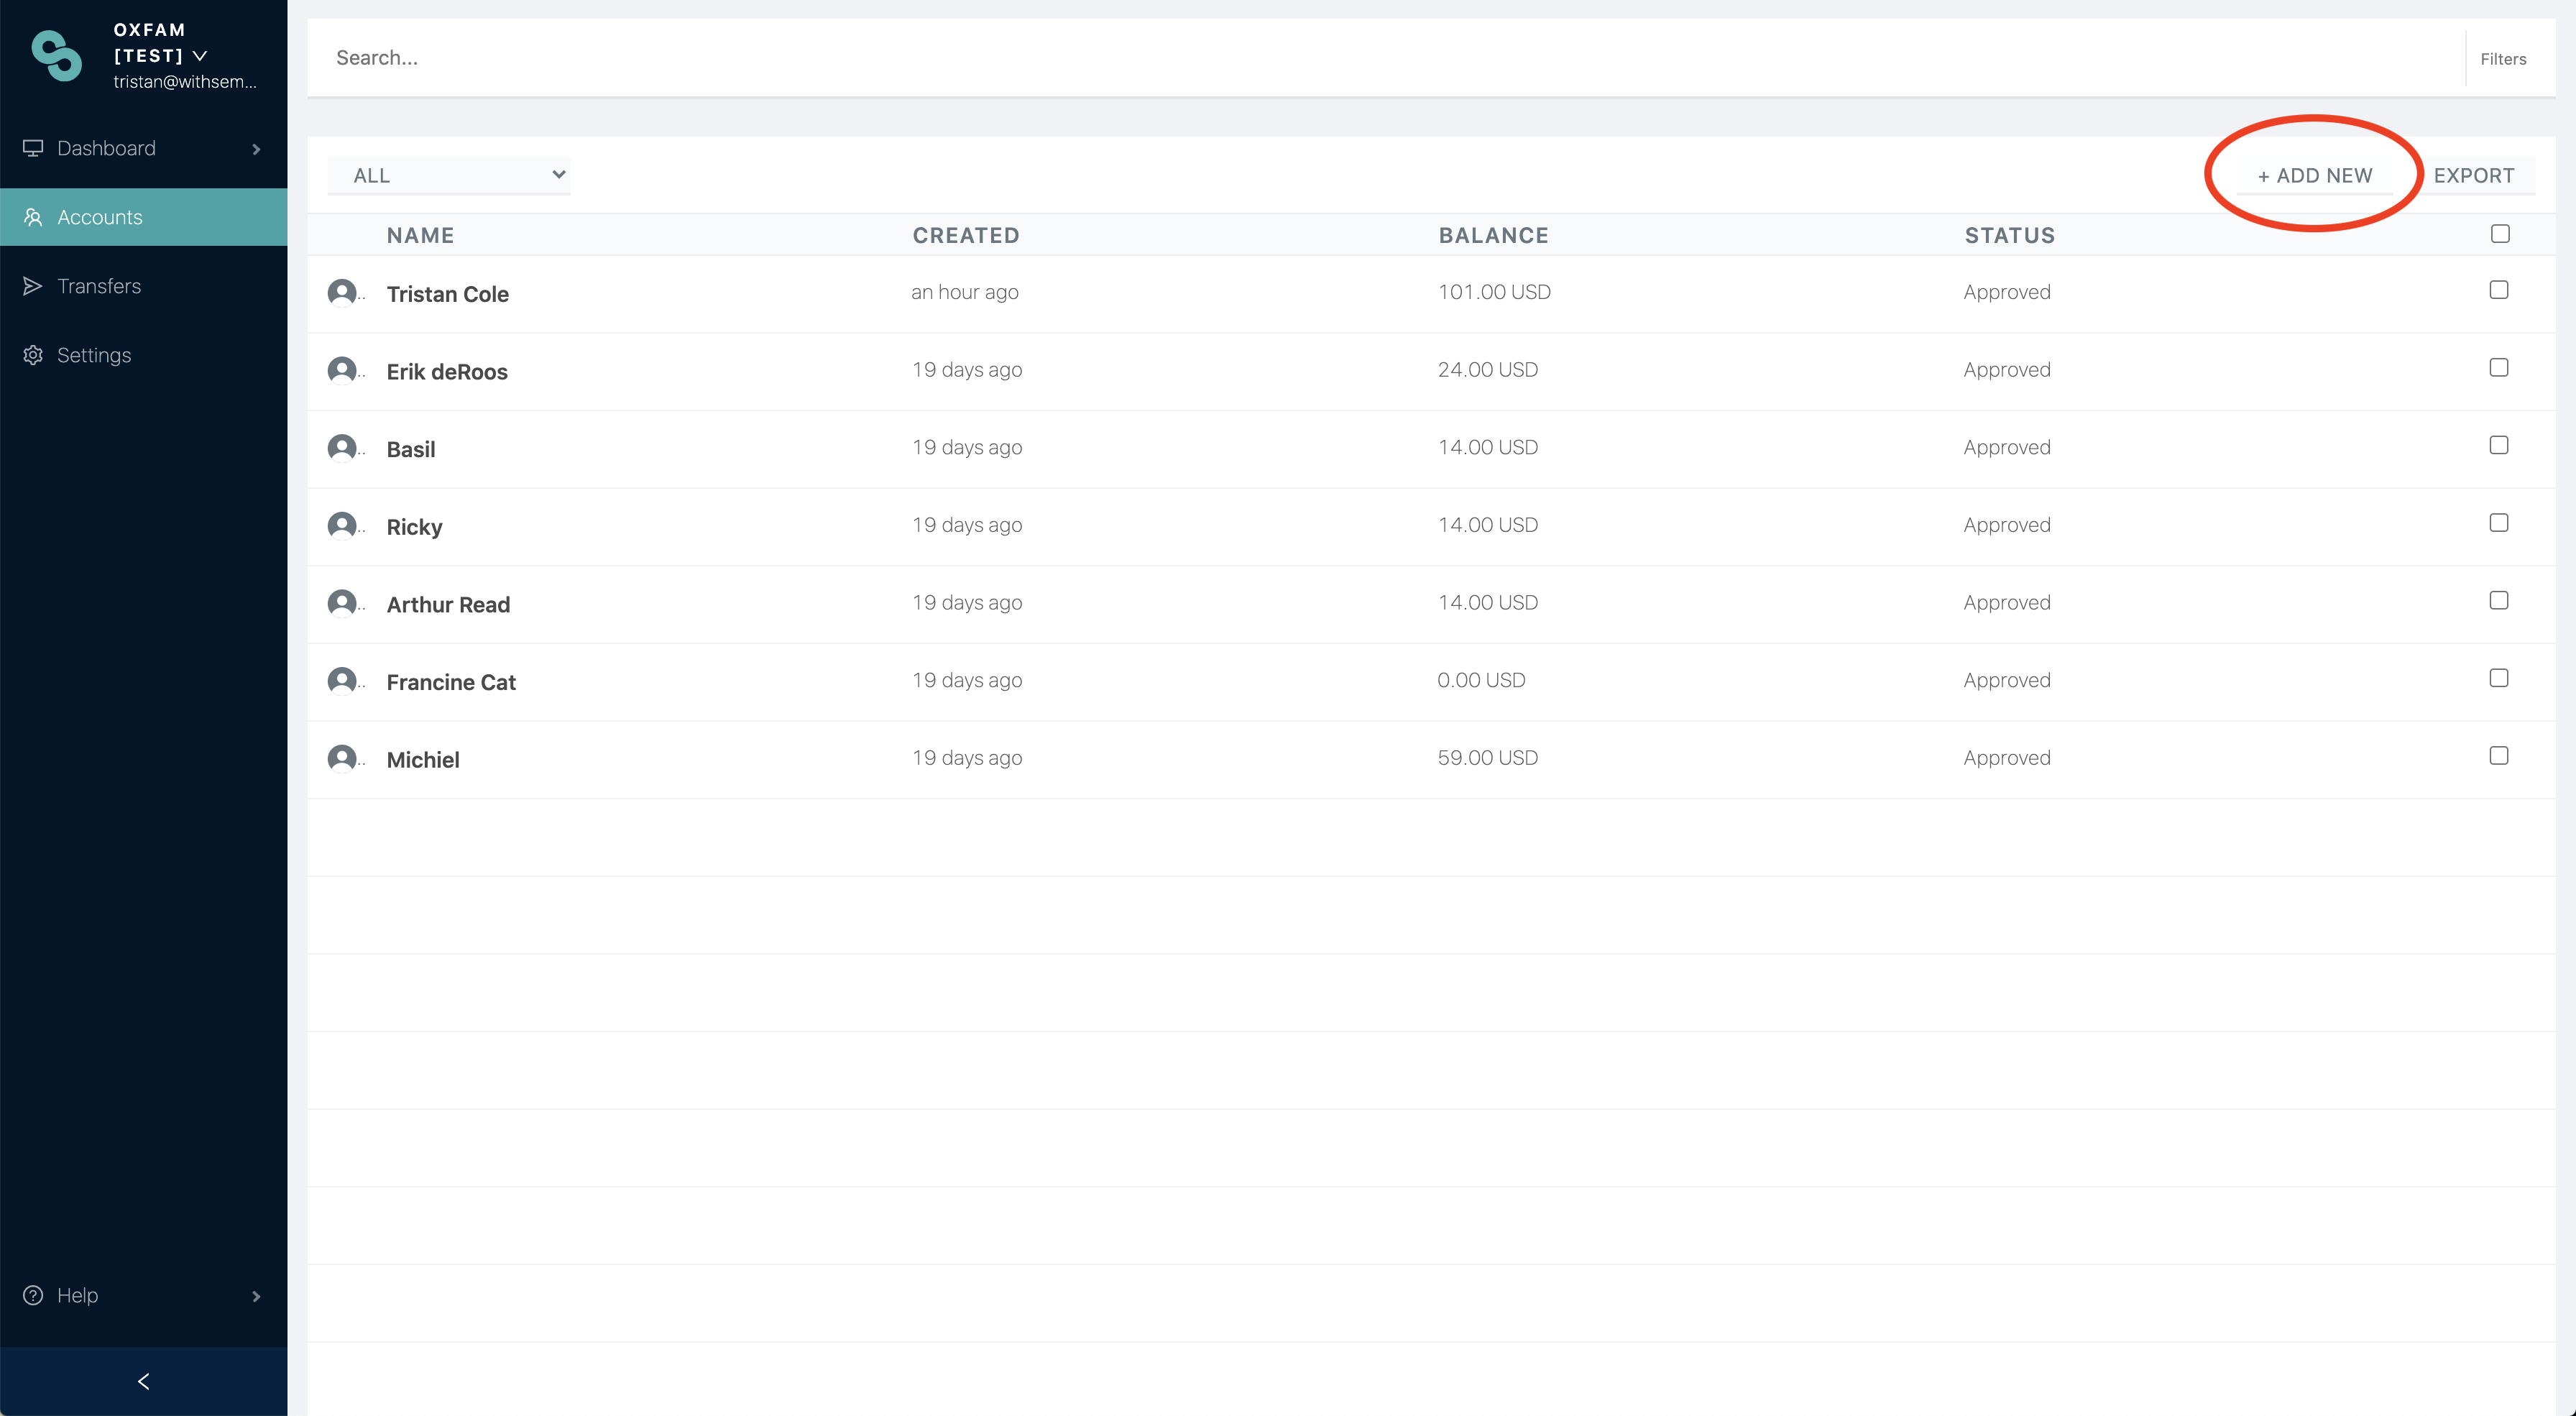 OXFAM
[TEST]
tristan@withsem...
Dashboard
Accounts
Transfers
Settings
Help
Search...
Filters
ALL
+ ADD NEW
EXPORT
NAME CREATED BALANCE STATUS
Tristan Cole an hour ago 101.00 USD Approved
Erik deRoos 19 days ago 24.00 USD Approved
Basil 19 days ago 14.00 USD Approved
Ricky 19 days ago 14.00 USD Approved
Arthur Read 19 days ago 14.00 USD Approved
Francine Cat 19 days ago 0.00 USD Approved
Michiel 19 days ago 59.00 USD Approved